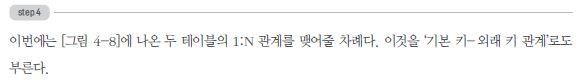 step 4
이번에는 [그림 4-8]에 나온 두 테이블의 1:N 관계를 맺어줄 차례다. 이것을 ‘기본 키-외래 키 관계’로도
부른다.